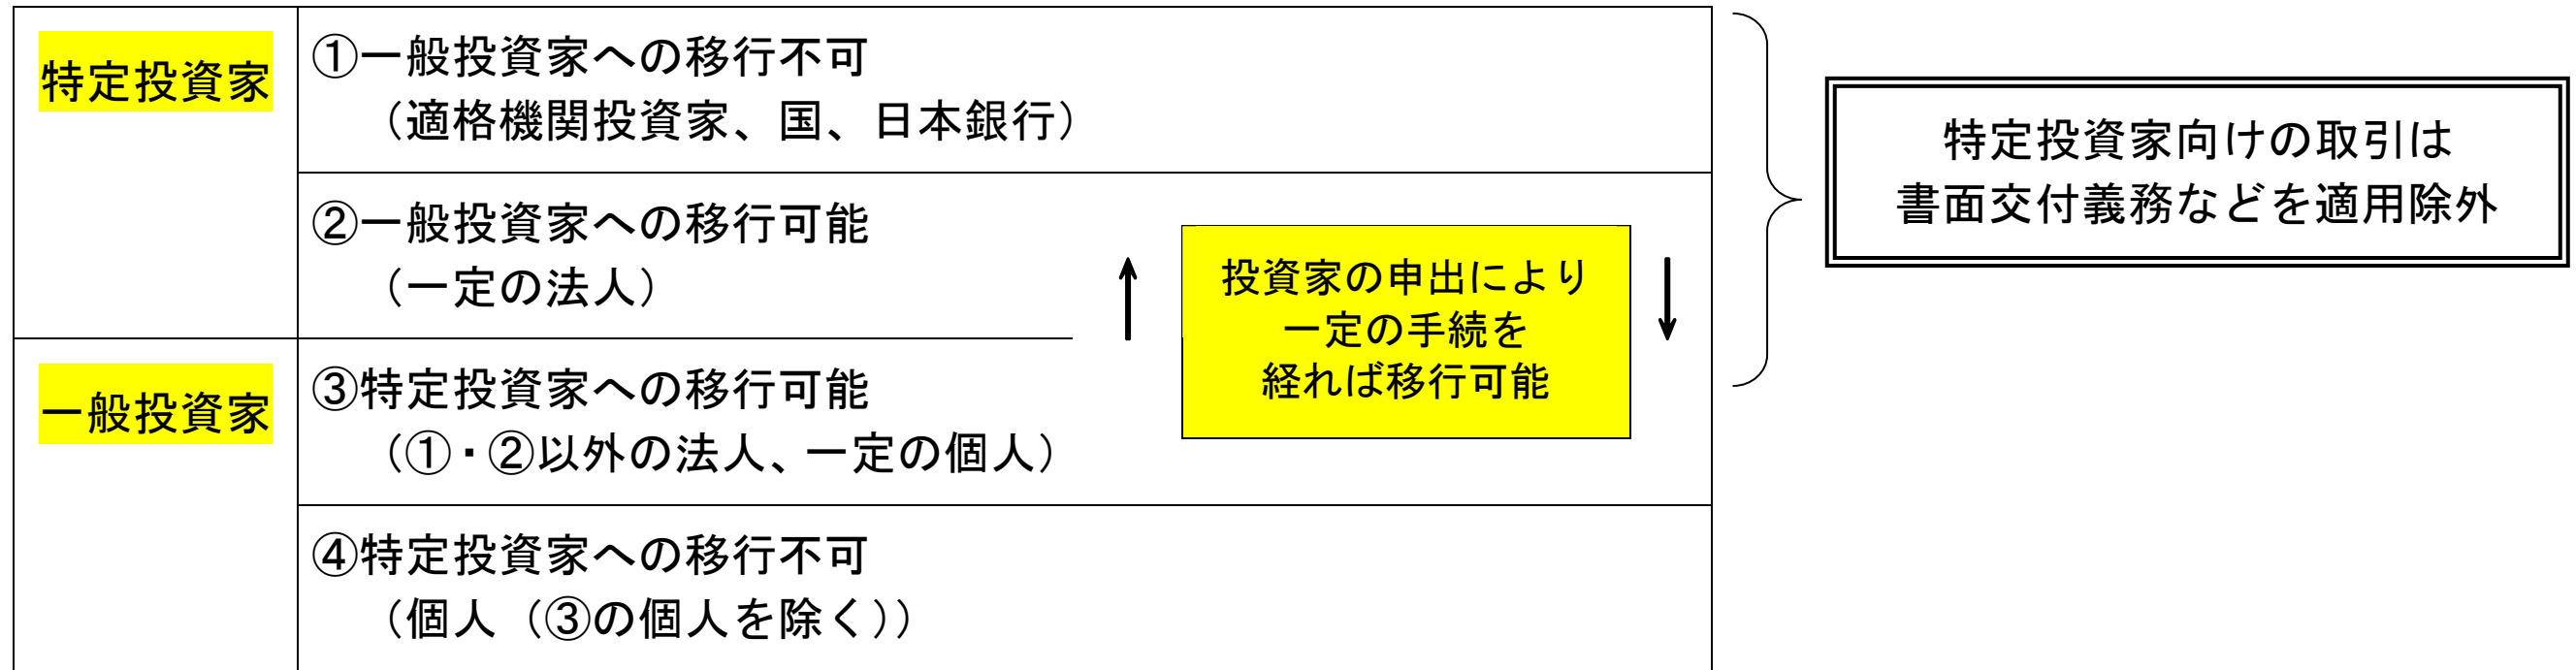 特定投資家
①一般投資家への移行不可
（適格機関投資家、国、日本銀行）
②一般投資家への移行可能
（一定の法人）
一般投資家
③特定投資家への移行可能
（①・②以外の法人、一定の個人）
④特定投資家への移行不可
（個人（③の個人を除く））
↑
投資家の申出により
一定の手続を
経れば移行可能
↓
特定投資家向けの取引は
書面交付義務などを適用除外